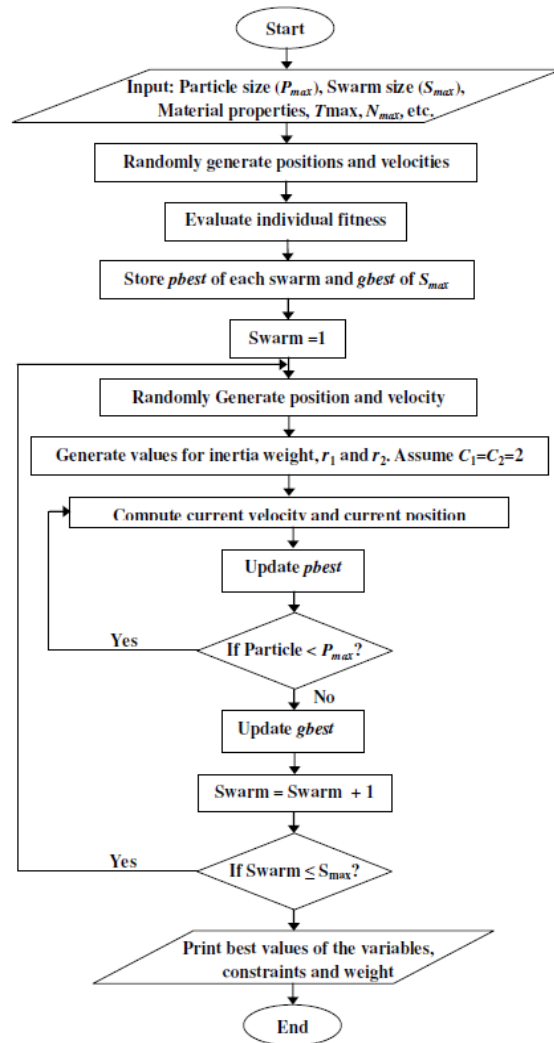 Start
Input: Particle size (Pmax), Swarm size (Smax),
Material properties, Tmax, Nmax, etc.
Randomly generate positions and velocities
Evaluate individual fitness
Store pbest of each swarm and gbest of Smax
Swarm =1
Randomly Generate position and velocity
Generate values for inertia weight, r1 and r2. Assume C1=C2=2
Compute current velocity and current position
Update pbest
Yes
If Particle < Pmax?
No
Update gbest
Swarm = Swarm + 1
Yes
If Swarm ≤ Smax?
Print best values of the variables,
constraints and weight
End